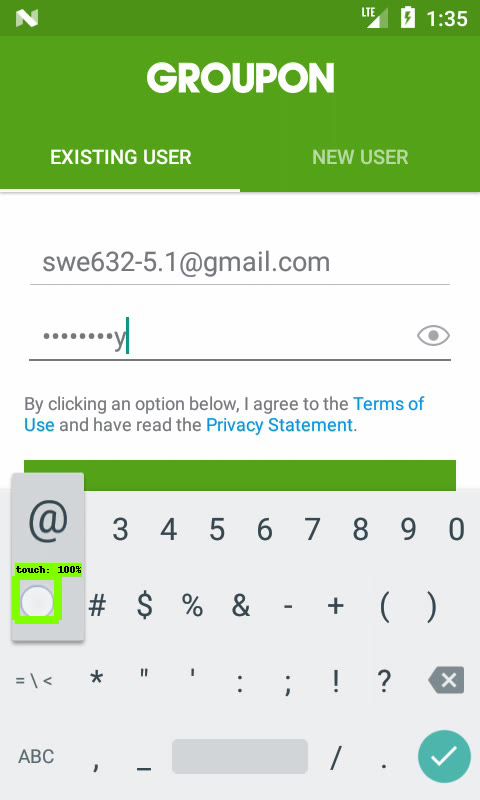 LTE 1:35
GROUPON
EXISTING USER NEW USER
swe632-5.1@gmail.com
••••••••y
By clicking an option below, I agree to the Terms of
Use and have read the Privacy Statement.
@ 3 4 5 6 7 8 9 0
touch: 100%
# $ % & - + ( )
= \ < * " ' : ; ! ?
ABC , _ / .